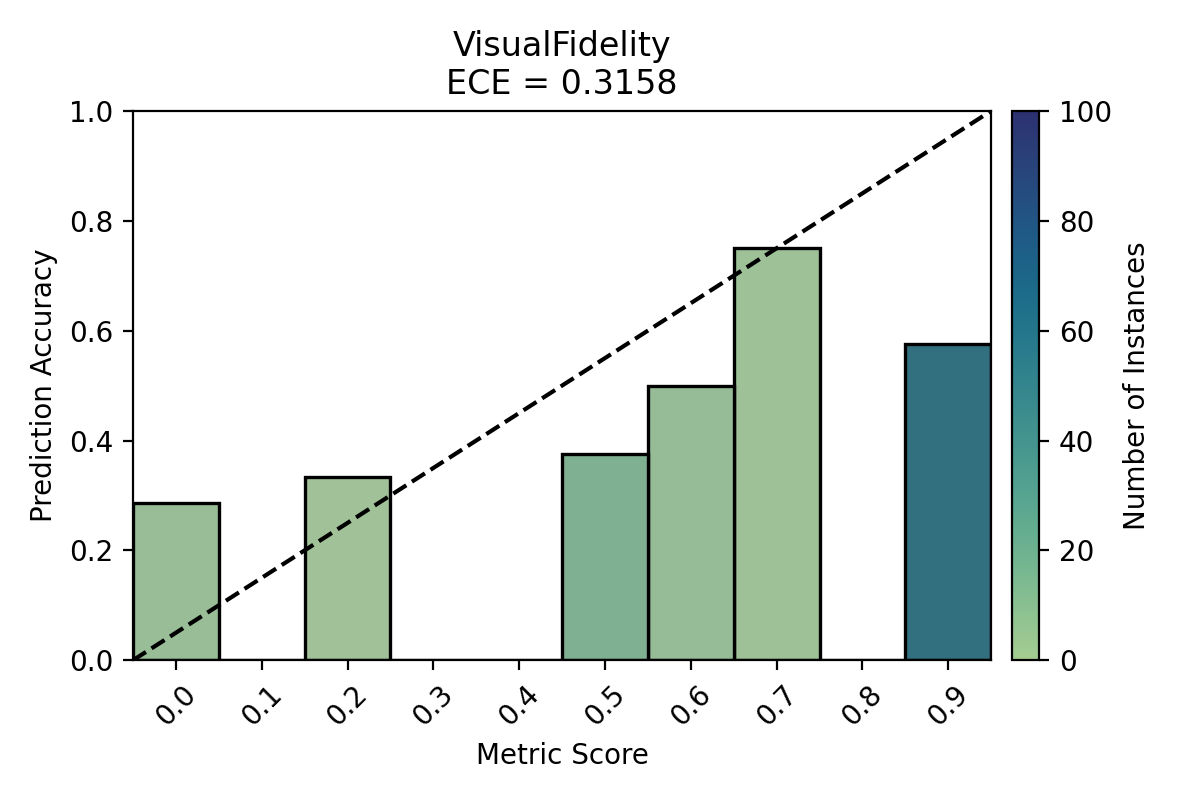 VisualFidelity
ECE = 0.3158
1.0
0.8
0.6
0.4
0.2
0.0
Prediction Accuracy
0.0 0.1 0.2 0.3 0.4 0.5 0.6 0.7 0.8 0.9
Metric Score
100
80
60
40
20
0
Number of Instances